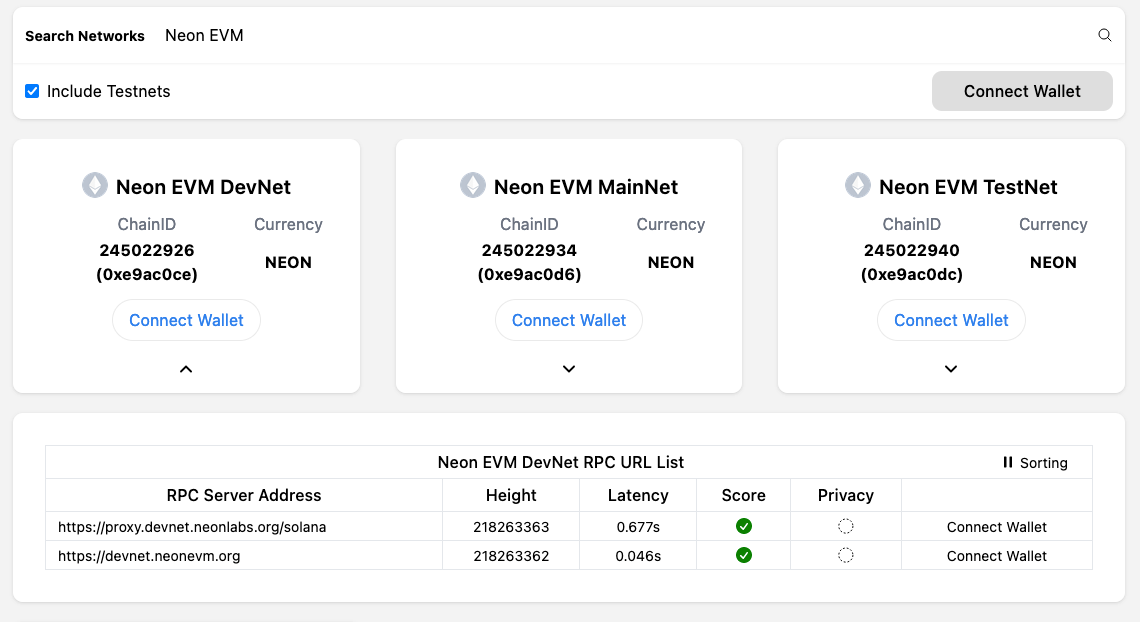 Search Networks Neon EVM
Include Testnets
Connect Wallet
Neon EVM DevNet
ChainID Currency
245022926
(0xe9ac0ce)
NEON
Connect Wallet
Neon EVM MainNet
ChainID Currency
245022934
(0xe9ac0d6)
NEON
Connect Wallet
Neon EVM TestNet
ChainID Currency
245022940
(0xe9ac0dc)
NEON
Connect Wallet
Neon EVM DevNet RPC URL List
Sorting
RPC Server Address Height Latency Score Privacy
https://proxy.devnet.neonlabs.org/solana 218263363 0.677s Connect Wallet
https://devnet.neonevm.org 218263362 0.046s Connect Wallet